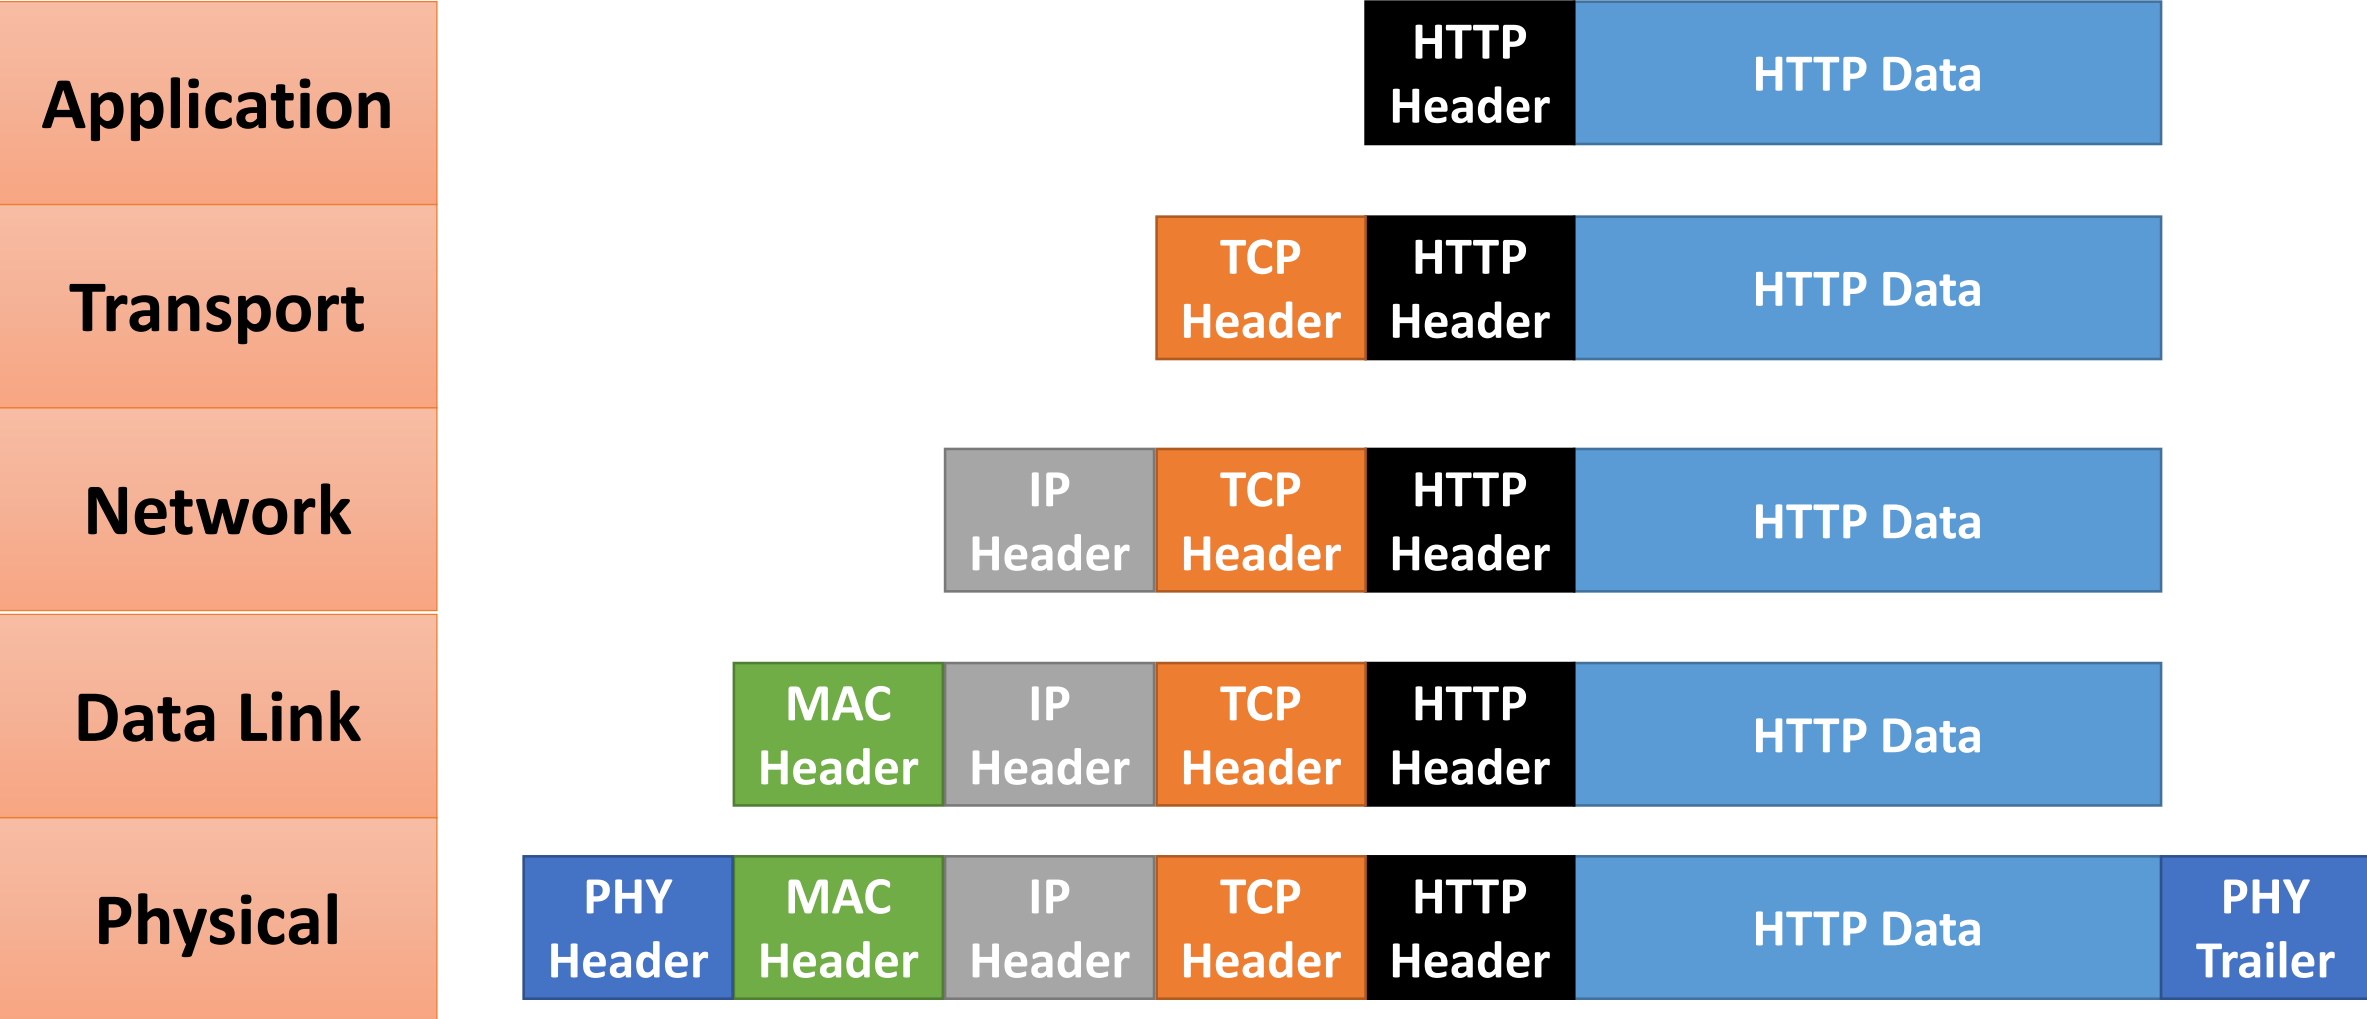 Application
HTTP
Header
HTTP Data
Transport
TCP
Header
HTTP
Header
HTTP Data
Network
IP
Header
TCP
Header
HTTP
Header
HTTP Data
Data Link
MAC
Header
IP
Header
TCP
Header
HTTP
Header
HTTP Data
Physical
PHY
Header
MAC
Header
IP
Header
TCP
Header
HTTP
Header
HTTP Data
PHY
Trailer